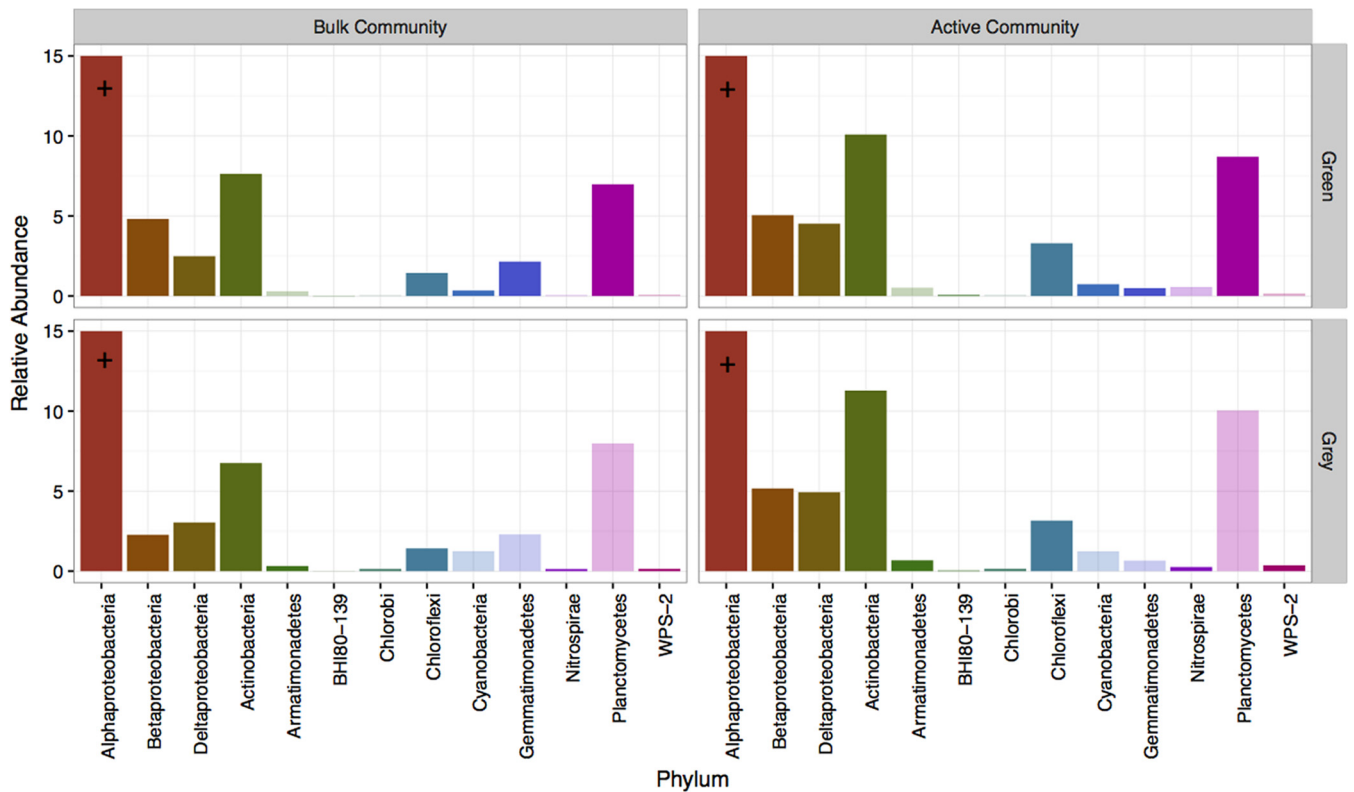 Bulk Community
Active Community
Relative Abundance
15
10
5
0
Green
15
10
5
0
Grey
+
+
+
+
Alphaproteobacteria
Betaproteobacteria
Deltaproteobacteria
Actinobacteria
Armatimonadetes
BHI80–139
Chlorobi
Chloroflexi
Cyanobacteria
Gemmatimonadetes
Nitrospirae
Planctomycetes
WPS–2
Alphaproteobacteria
Betaproteobacteria
Deltaproteobacteria
Actinobacteria
Armatimonadetes
BHI80–139
Chlorobi
Chloroflexi
Cyanobacteria
Gemmatimonadetes
Nitrospirae
Planctomycetes
WPS–2
Phylum